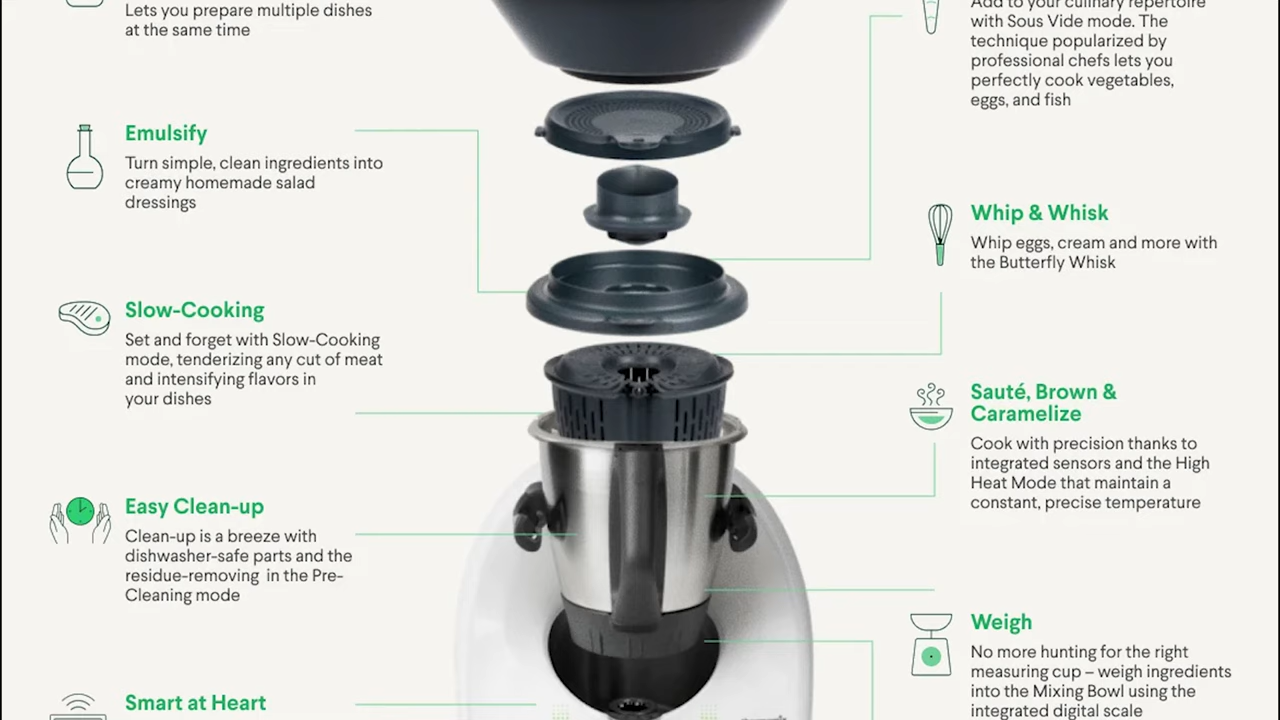 Lets you prepare multiple dishes
at the same time
Emulsify
Turn simple, clean ingredients into
creamy homemade salad
dressings
Slow-Cooking
Set and forget with Slow-Cooking
mode, tenderizing any cut of meat
and intensifying flavors in
your dishes
Easy Clean-up
Clean-up is a breeze with
dishwasher-safe parts and the
residue-removing in the Pre-
Cleaning mode
Smart at Heart
Add to your culinary repertoire
with Sous Vide mode. The
technique popularized by
professional chefs lets you
perfectly cook vegetables,
eggs, and fish
Whip & Whisk
Whip eggs, cream and more with
the Butterfly Whisk
Sauté, Brown &
Caramelize
Cook with precision thanks to
integrated sensors and the High
Heat Mode that maintain a
constant, precise temperature
Weigh
No more hunting for the right
measuring cup – weigh ingredients
into the Mixing Bowl using the
integrated digital scale